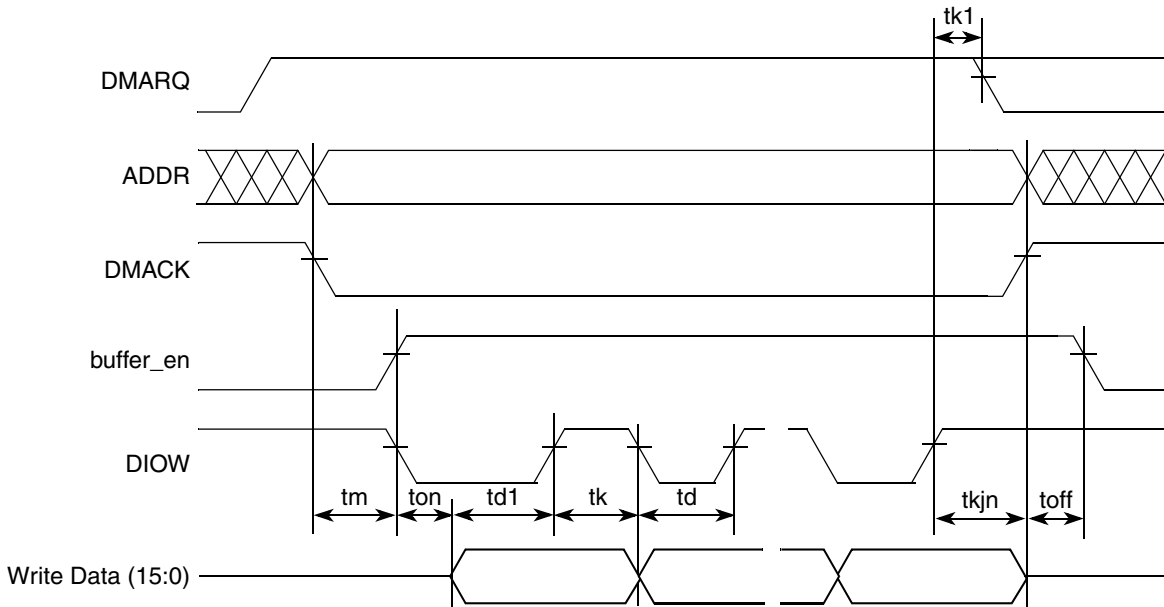 tk1
DMARQ
ADDR
DMACK
buffer_en
DIOW
tm ton td1 tk td tkjn toff
Write Data (15:0)